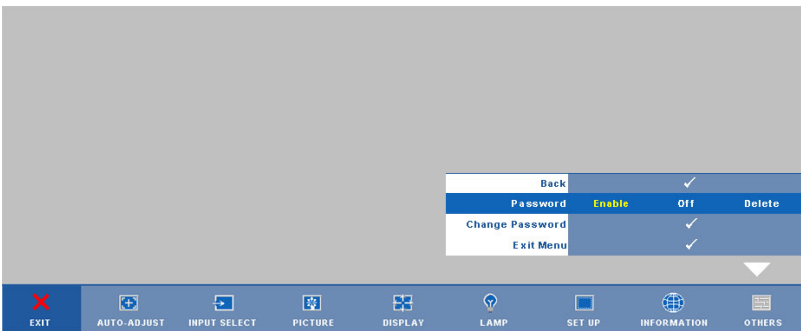 Back
Password Enable Off Delete
Change Password
Exit Menu
EXIT AUTO-ADJUST INPUT SELECT PICTURE DISPLAY LAMP SET UP INFORMATION OTHERS